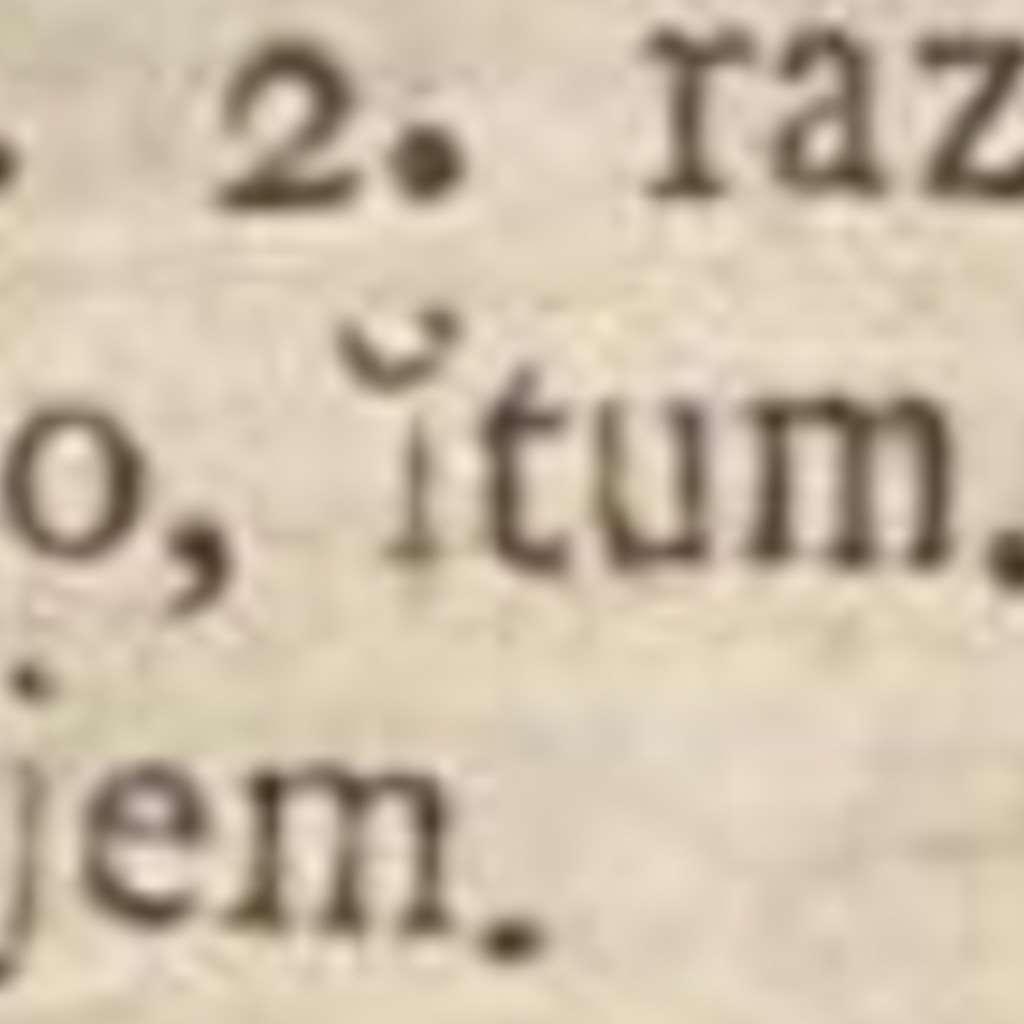 . 2. raz
o, ĭtum.
jem.